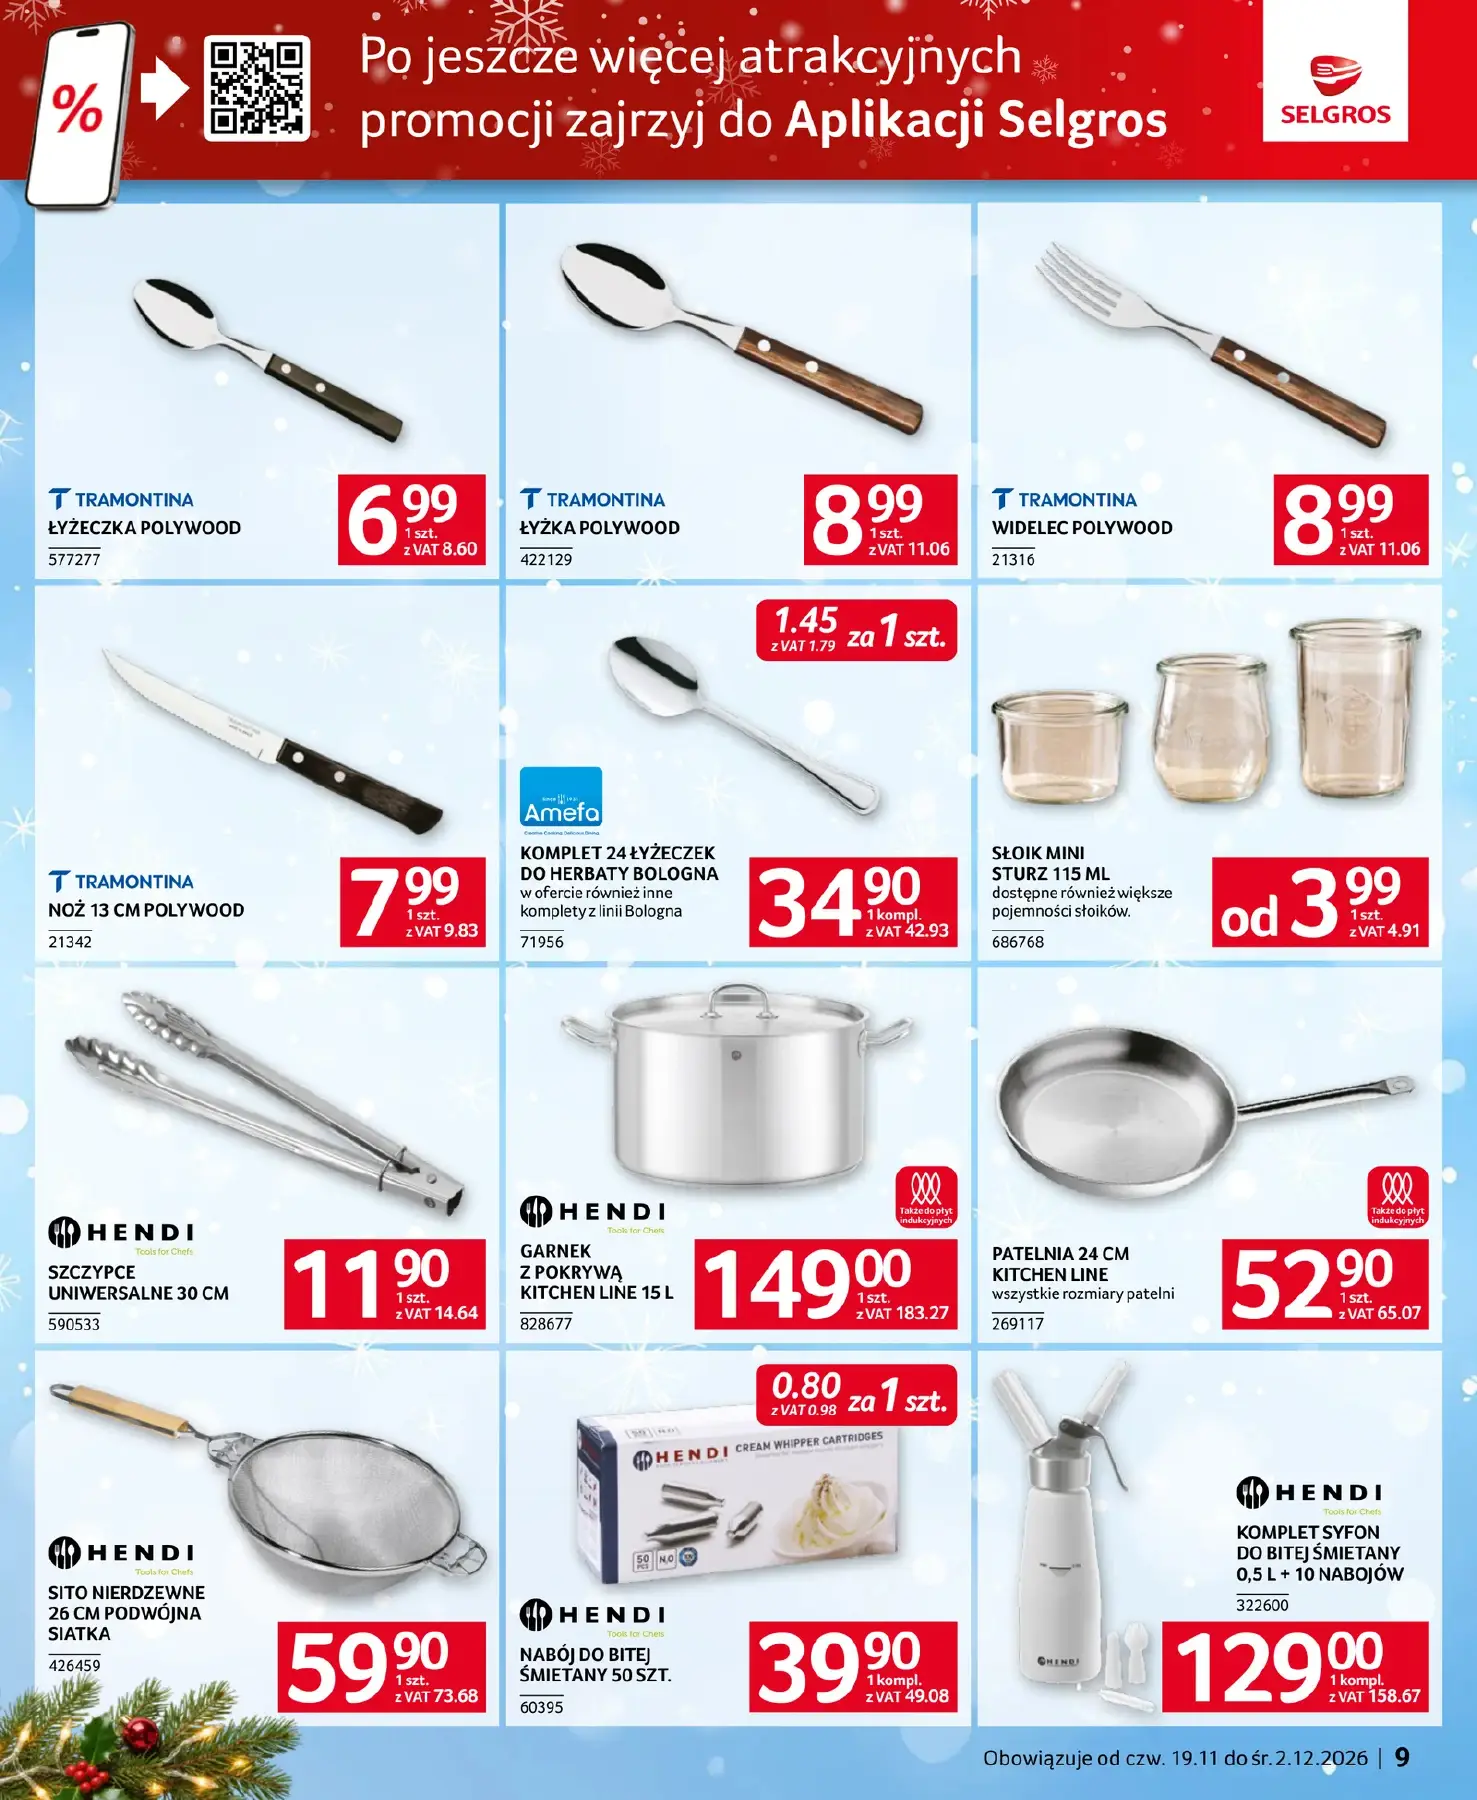 %
Po jeszcze więcej atrakcyjnych
promocji zajrzyj do Aplikacji Selgros
SELGROS
TRAMONTINA
ŁYŻECZKA POLYWOOD
577277
6.99
1 szt.
z VAT 8.60
TRAMONTINA
ŁYŻKA POLYWOOD
422129
8.99
1 szt.
z VAT 11.06
TRAMONTINA
WIDELEC POLYWOOD
21316
8.99
1 szt.
z VAT 11.06
TRAMONTINA
NOŻ 13 CM POLYWOOD
21342
7.99
1 szt.
z VAT 9.83
1.45
z VAT 1.79
za 1 szt.
Amefa
KOMPLET 24 ŁYŻECZEK
DO HERBATY BOLOGNA
w ofercie również inne
komplety z linii Bologna
71956
34.90
1 kompl.
z VAT 42.93
SŁOIK MINI
STURZ 115 ML
dostępne również większe
pojemności słoików.
686768
od 3.99
1 szt.
z VAT 4.91
HENDI
Tools for Chefs
SZCZYPCE
UNIWERSALNE 30 CM
590533
11.90
1 szt.
z VAT 14.64
HENDI
Tools for Chefs
GARNEK
Z POKRYWĄ
KITCHEN LINE 15 L
828677
Także do płyt
indukcyjnych
149.00
1 szt.
z VAT 183.27
PATELNIA 24 CM
KITCHEN LINE
wszystkie rozmiary patelni
269117
Także do płyt
indukcyjnych
52.90
1 szt.
z VAT 65.07
HENDI
Tools for Chefs
SITO NIERDZEWNE
26 CM PODWÓJNA
SIATKA
426459
59.90
1 szt.
z VAT 73.68
0.80
z VAT 0.98
za 1 szt.
HENDI
CREAM WHIPPER CARTRIDGES
50
PCS
N₂O
HENDI
Tools for Chefs
NABÓJ DO BITEJ
ŚMIETANY 50 SZT.
60395
39.90
1 kompl.
z VAT 49.08
HENDI
Tools for Chefs
KOMPLET SYFON
DO BITEJ ŚMIETANY
0,5 L + 10 NABOJÓW
322600
HENDI
129.00
1 kompl.
z VAT 158.67
Obowiązuje od czw. 19.11 do śr. 2.12.2026 | 9